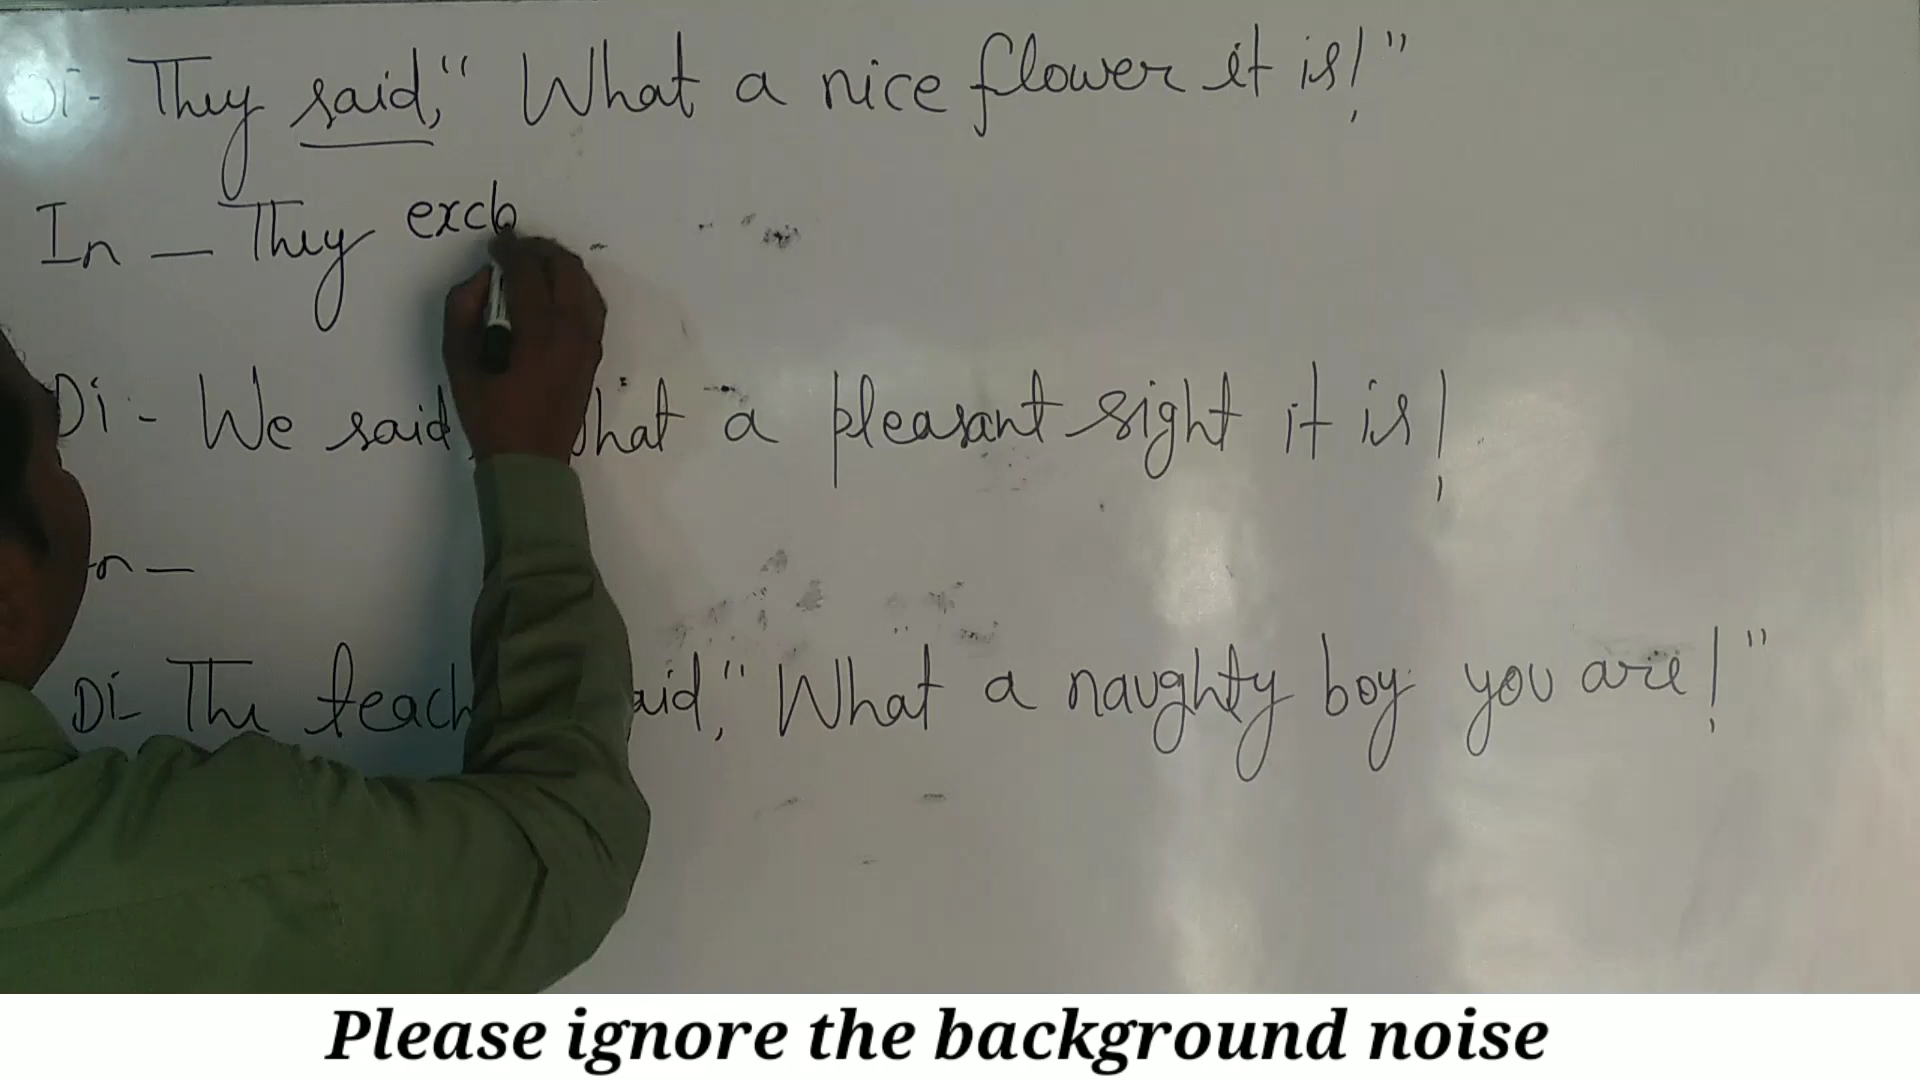 Di- They said, “ What a nice flower it is! ”
In — They excla
Di - We said, hat a pleasant sight it is!
n —
Di- The teach aid, “ What a naughty boy you are! ”
Please ignore the background noise